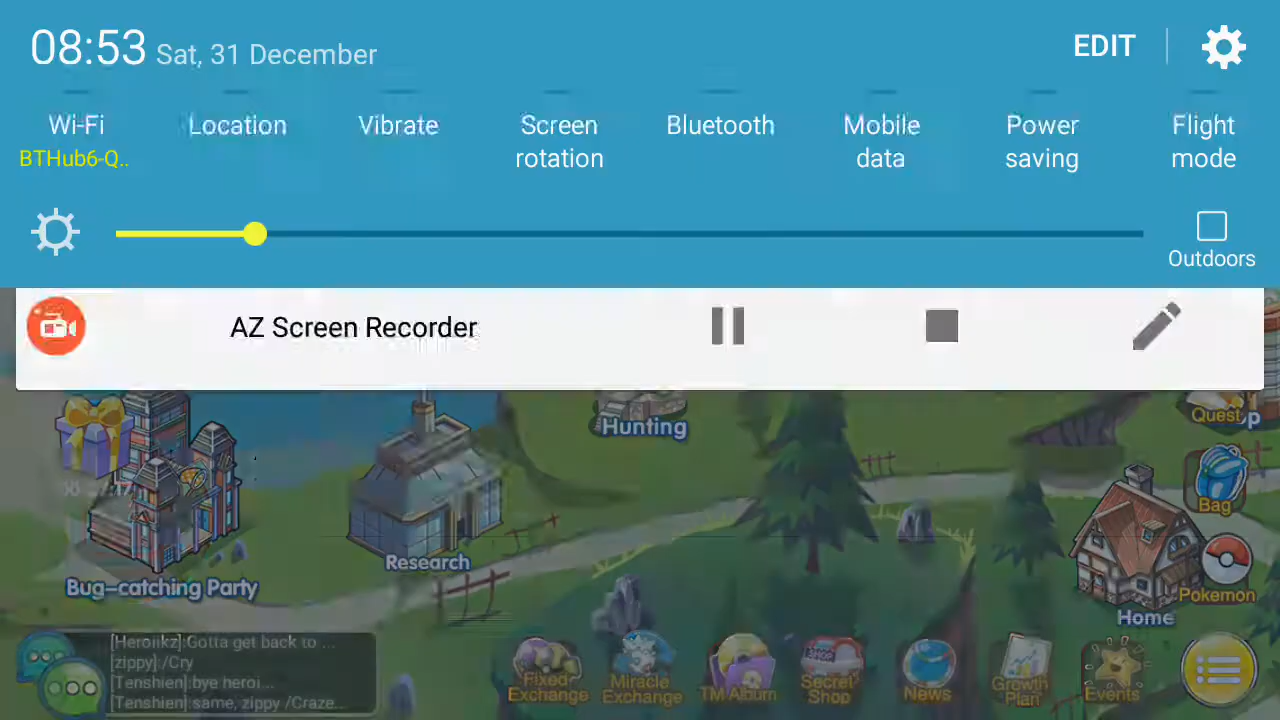 08:53 Sat, 31 December
EDIT
Wi-Fi
BTHub6-Q..
Location
Vibrate
Screen
rotation
Bluetooth
Mobile
data
Power
saving
Flight
mode
Outdoors
AZ Screen Recorder
Hunting
Quest
Bag
Research
Bug-catching Party
Pokemon
Home
[Heroiikz]:Gotta get back to ...
[zippy]:/Cry
[Tenshien]:bye heroi...
[Tenshien]:same, zippy /Craze...
Fixed
Exchange
Miracle
Exchange
TM Album
Secret
Shop
News
Growth
Plan
Events